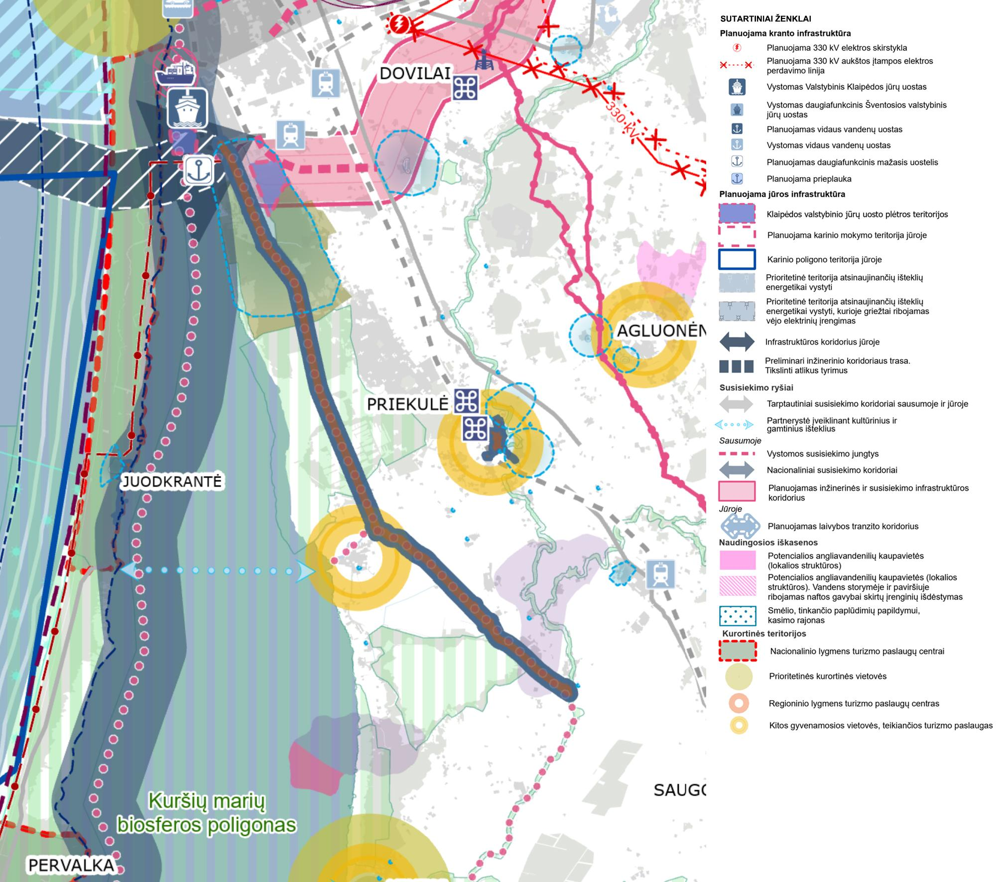 DOVILAI
330 kV
AGLUONĖN
PRIEKULĖ
JUODKRANTĖ
SAUGO
Kuršių marių
biosferos poligonas
PERVALKA
SUTARTINIAI ŽENKLAI
Planuojama kranto infrastruktūra
Planuojama 330 kV elektros skirstykla
Planuojama 330 kV aukštos įtampos elektros
perdavimo linija
Vystomas Valstybinis Klaipėdos jūrų uostas
Vystomas daugiafunkcinis Šventosios valstybinis
jūrų uostas
Planuojamas vidaus vandenų uostas
Vystomas vidaus vandenų uostas
Planuojamas daugiafunkcinis mažasis uostelis
Planuojama prieplauka
Planuojama jūros infrastruktūra
Klaipėdos valstybinio jūrų uosto plėtros teritorijos
Planuojama karinio mokymo teritorija jūroje
Karinio poligono teritorija jūroje
Prioritetinė teritorija atsinaujinančių išteklių
energetikai vystyti
Prioritetinė teritorija atsinaujinančių išteklių
energetikai vystyti, kurioje griežtai ribojamas
vėjo elektrinių įrengimas
Infrastruktūros koridorius jūroje
Preliminari inžinerinio koridoriaus trasa.
Tikslinti atlikus tyrimus
Susisiekimo ryšiai
Tarptautiniai susisiekimo koridoriai sausumoje ir jūroje
Partnerystė įveiklinant kultūrinius ir
gamtinius išteklius
Sausumoje
Vystomos susisiekimo jungtys
Nacionaliniai susisiekimo koridoriai
Planuojamas inžinerinės ir susisiekimo infrastruktūros
koridorius
Jūroje
Planuojamas laivybos tranzito koridorius
Naudingosios iškasenos
Potencialios angliavandenilių kaupavietės
(lokalios struktūros)
Potencialios angliavandenilių kaupavietės (lokalios
struktūros). Vandens storymėje ir paviršiuje
ribojamas naftos gavybai skirtų įrenginių išdėstymas
Smėlio, tinkančio paplūdimių papildymui,
kasimo rajonas
Kurortinės teritorijos
Nacionalinio lygmens turizmo paslaugų centrai
Prioritetinės kurortinės vietovės
Regioninio lygmens turizmo paslaugų centras
Kitos gyvenamosios vietovės, teikiančios turizmo paslaugas